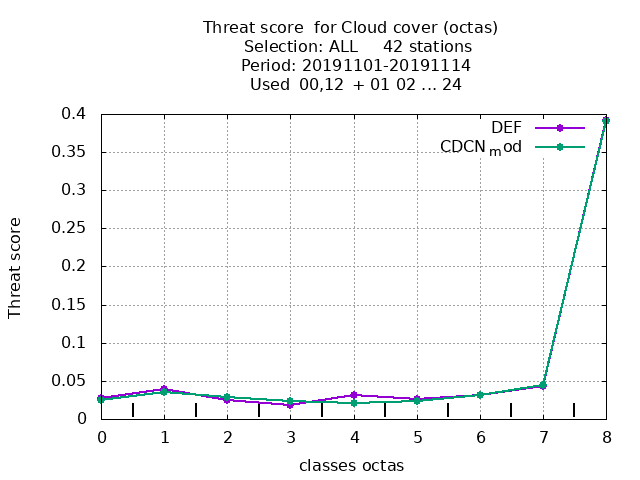 Threat score  for Cloud cover (octas)
Selection: ALL     42 stations
Period: 20191101-20191114
Used  00,12  + 01 02 ... 24
0.4
0.35
0.3
0.25
0.2
0.15
0.1
0.05
0
Threat score
DEF
CDCNmod
0 1 2 3 4 5 6 7 8
classes octas